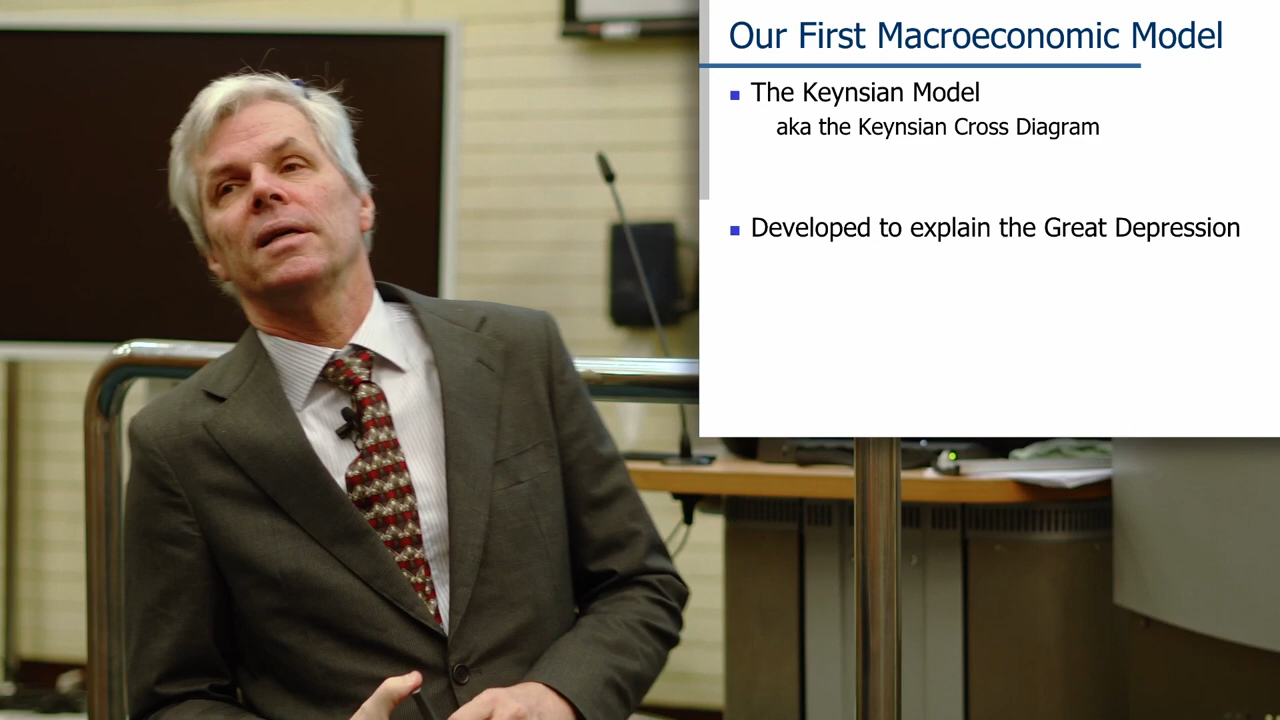 Our First Macroeconomic Model
The Keynsian Model
aka the Keynsian Cross Diagram
Developed to explain the Great Depression